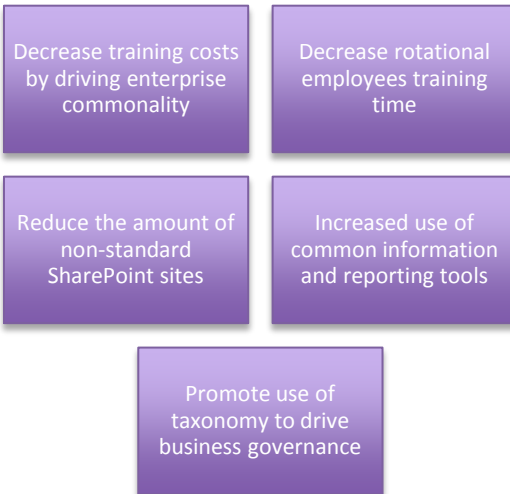 Decrease training costs
by driving enterprise
commonality
Decrease rotational
employees training
time
Reduce the amount of
non-standard
SharePoint sites
Increased use of
common information
and reporting tools
Promote use of
taxonomy to drive
business governance